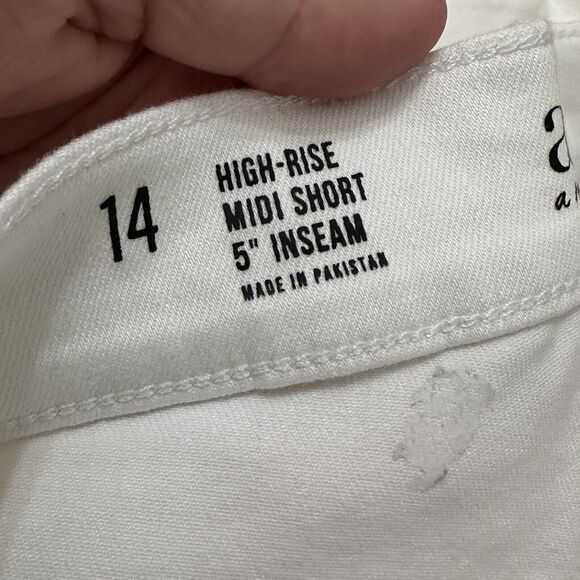 14
HIGH-RISE
MIDI SHORT
5" INSEAM
MADE IN PAKISTAN
a